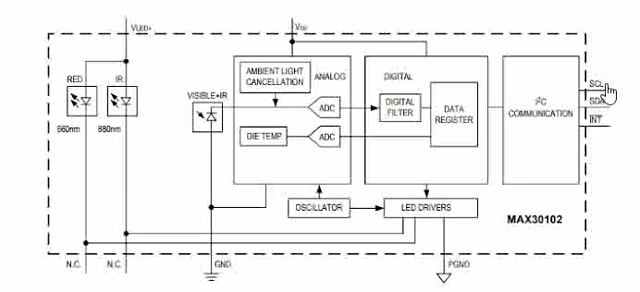 VLED+
VDD
RED
IR
660nm
880nm
VISIBLE+IR
AMBIENT LIGHT
CANCELLATION
ANALOG
ADC
DIE TEMP
ADC
DIGITAL
DIGITAL
FILTER
DATA
REGISTER
I²C
COMMUNICATION
SCL
SDA
INT
OSCILLATOR
LED DRIVERS
MAX30102
N.C.
N.C.
GND
PGND